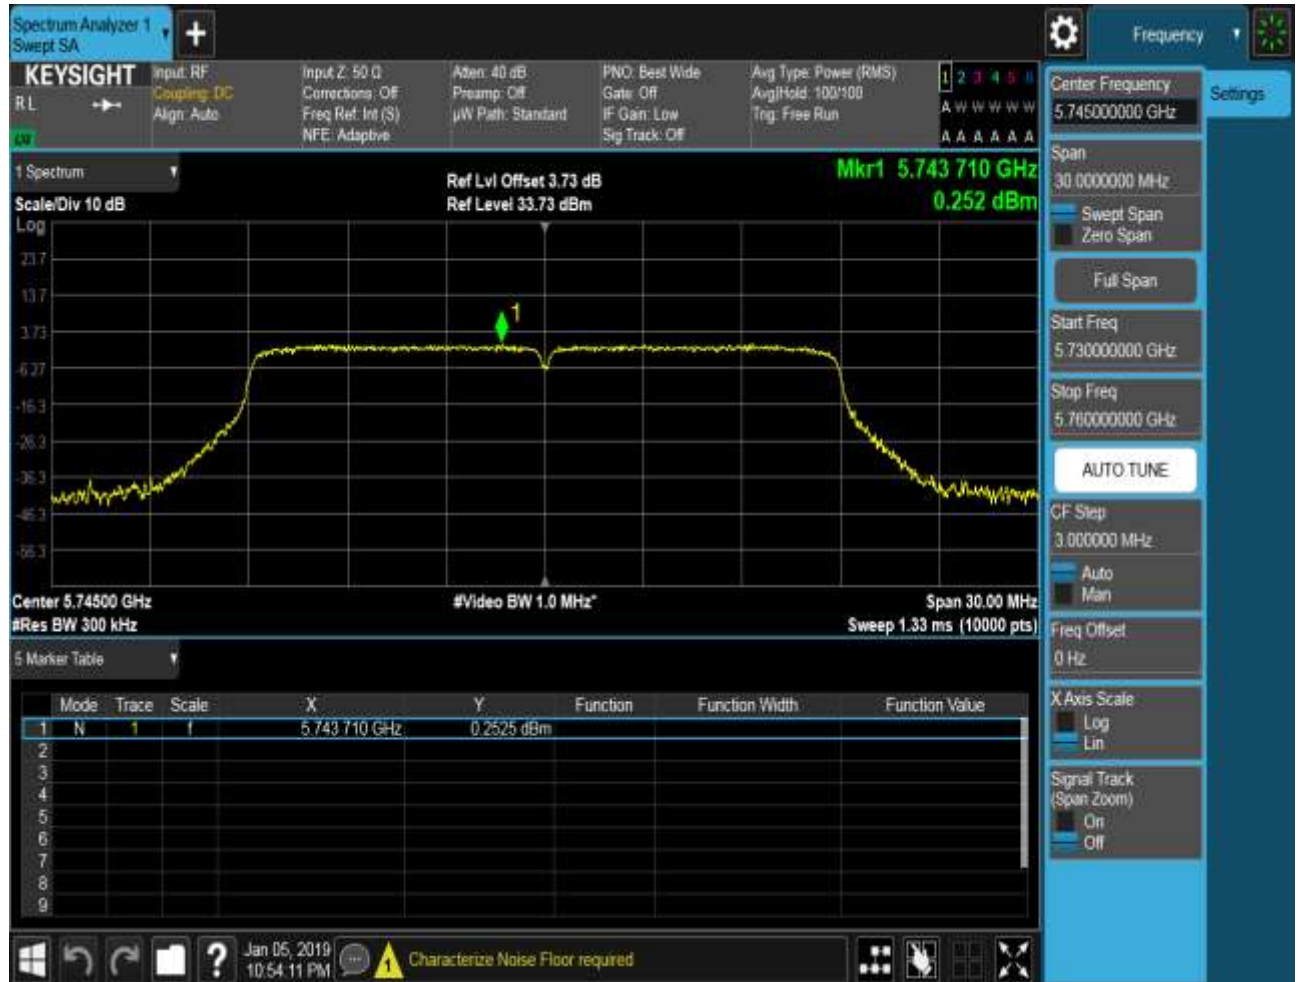 Spectrum Analyzer 1
Swept SA
+
Frequency
KEYSIGHT
RL
LXI
Input: RF
Coupling: DC
Align: Auto
Input Z: 50 Ω
Corrections: Off
Freq Ref: Int (S)
NFE: Adaptive
Atten: 40 dB
Preamp: Off
µW Path: Standard
PNO: Best Wide
Gate: Off
IF Gain: Low
Sig Track: Off
Avg Type: Power (RMS)
Avg|Hold: 100/100
Trig: Free Run
1 2 3 4 5 6
A W W W W W
A A A A A A
1 Spectrum
Scale/Div 10 dB
Ref Lvl Offset 3.73 dB
Ref Level 33.73 dBm
Mkr1 5.743 710 GHz
0.252 dBm
Log
23.7
13.7
3.73
-6.27
-16.3
-26.3
-36.3
-46.3
-56.3
1
Center 5.74500 GHz
#Res BW 300 kHz
#Video BW 1.0 MHz*
Span 30.00 MHz
Sweep 1.33 ms (10000 pts)
5 Marker Table
Mode Trace Scale X Y Function Function Width Function Value
1 N 1 f 5.743 710 GHz 0.2525 dBm
2
3
4
5
6
7
8
9
Jan 05, 2019
10:54:11 PM
Characterize Noise Floor required
Center Frequency
5.745000000 GHz
Settings
Span
30.0000000 MHz
Swept Span
Zero Span
Full Span
Start Freq
5.730000000 GHz
Stop Freq
5.760000000 GHz
AUTO TUNE
CF Step
3.000000 MHz
Auto
Man
Freq Offset
0 Hz
X Axis Scale
Log
Lin
Signal Track
(Span Zoom)
On
Off